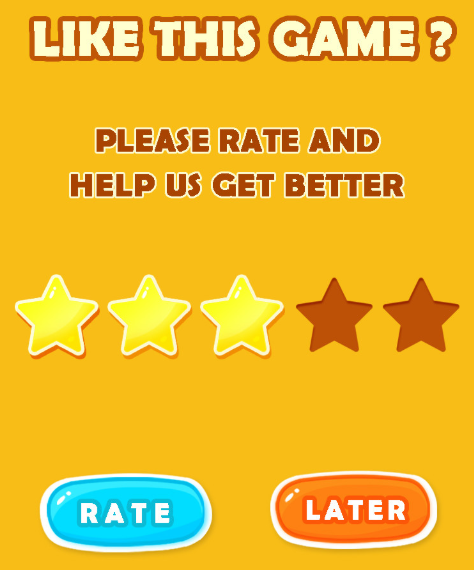 LIKE THIS GAME ?
PLEASE RATE AND
HELP US GET BETTER
RATE
LATER